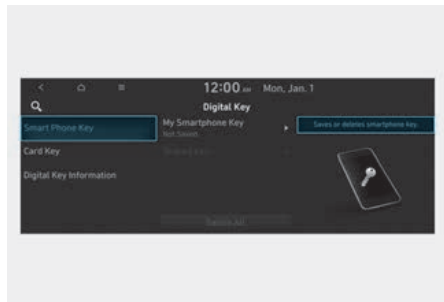 12:00 AM Mon, Jan. 1
Digital Key
Smart Phone Key
My Smartphone Key
Not Saved
Saves or deletes smartphone key.
Card Key
Digital Key Information